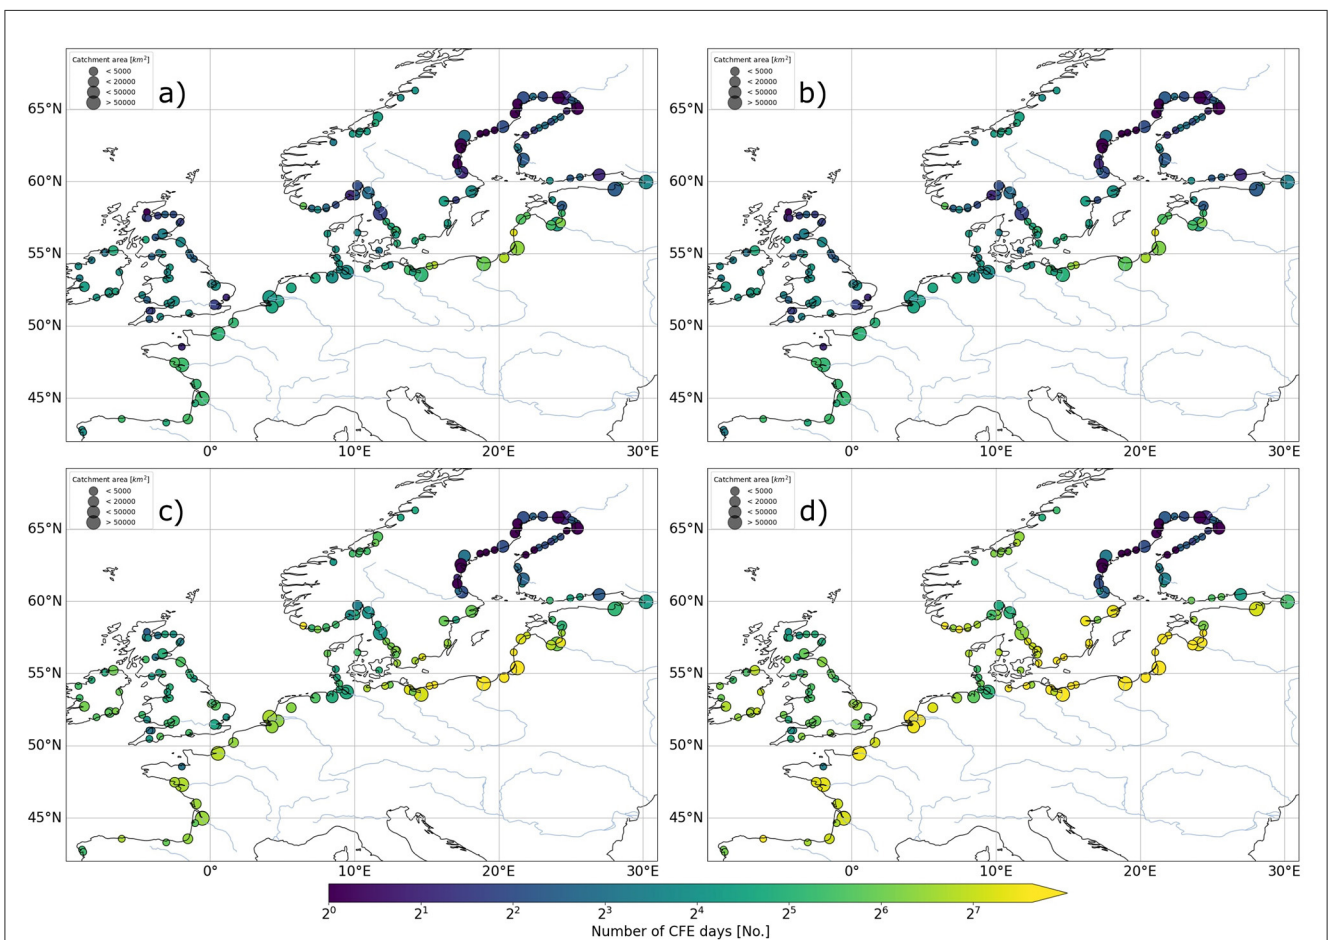 Catchment area [km²]
< 5000
< 20000
< 50000
> 50000
a)
65°N
60°N
55°N
50°N
45°N
0°
10°E
20°E
30°E
Catchment area [km²]
< 5000
< 20000
< 50000
> 50000
b)
65°N
60°N
55°N
50°N
45°N
0°
10°E
20°E
30°E
Catchment area [km²]
< 5000
< 20000
< 50000
> 50000
c)
65°N
60°N
55°N
50°N
45°N
0°
10°E
20°E
30°E
Catchment area [km²]
< 5000
< 20000
< 50000
> 50000
d)
65°N
60°N
55°N
50°N
45°N
0°
10°E
20°E
30°E
2⁰ 2¹ 2² 2³ 2⁴ 2⁵ 2⁶ 2⁷
Number of CFE days [No.]